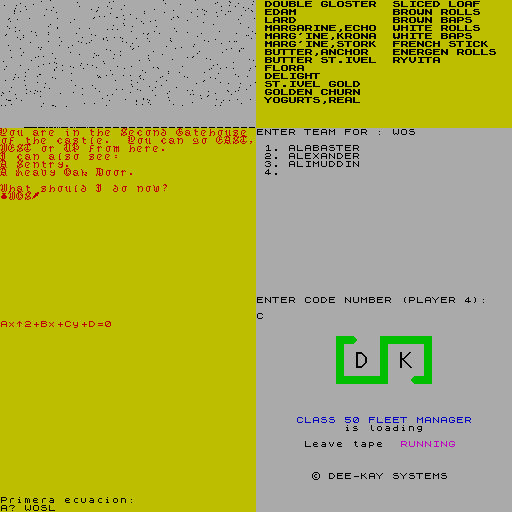 DOUBLE GLOSTER SLICED LOAF
EDAM BROWN ROLLS
LARD BROWN BAPS
MARGARINE,ECHO WHITE ROLLS
MARG'INE,KRONA WHITE BAPS
MARG'INE,STORK FRENCH STICK
BUTTER,ANCHOR ENERGEN ROLLS
BUTTER ST.IVEL RYVITA
FLORA
DELIGHT
ST.IVEL GOLD
GOLDEN CHURN
YOGURTS,REAL
You are in the Second Gatehouse
of the castle. You can go EAST,
WEST or UP from here.
I can also see:
A Sentry.
A heavy Oak Door.
What should I do now?
WOS
ENTER TEAM FOR : WOS
1. ALABASTER
2. ALEXANDER
3. ALIMUDDIN
4.
ENTER CODE NUMBER (PLAYER 4):
C
Ax↑2+Bx+Cy+D=0
Primera ecuacion:
A? WOSL
D K
CLASS 50 FLEET MANAGER
is loading
Leave tape RUNNING
© DEE-KAY SYSTEMS